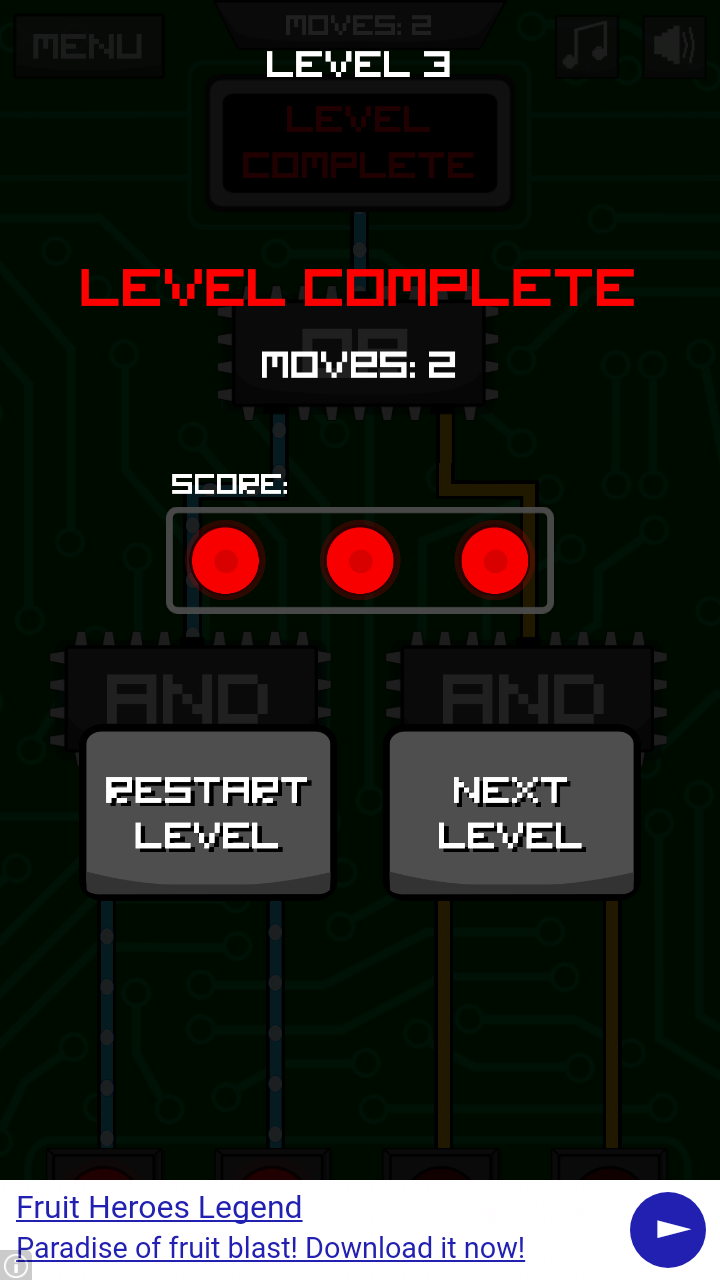 MENU
MOVES: 2
LEVEL 3
LEVEL
COMPLETE
LEVEL COMPLETE
OR
MOVES: 2
SCORE:
AND
AND
RESTART
LEVEL
NEXT
LEVEL
Fruit Heroes Legend
Paradise of fruit blast! Download it now!